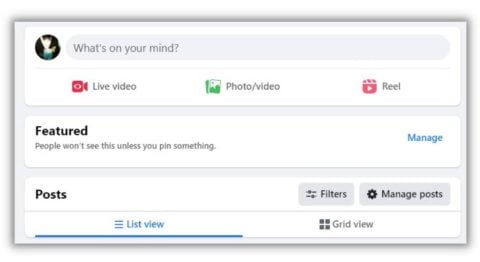 What's on your mind?
Live video Photo/video Reel
Featured
Manage
People won't see this unless you pin something.
Posts Filters Manage posts
List view Grid view